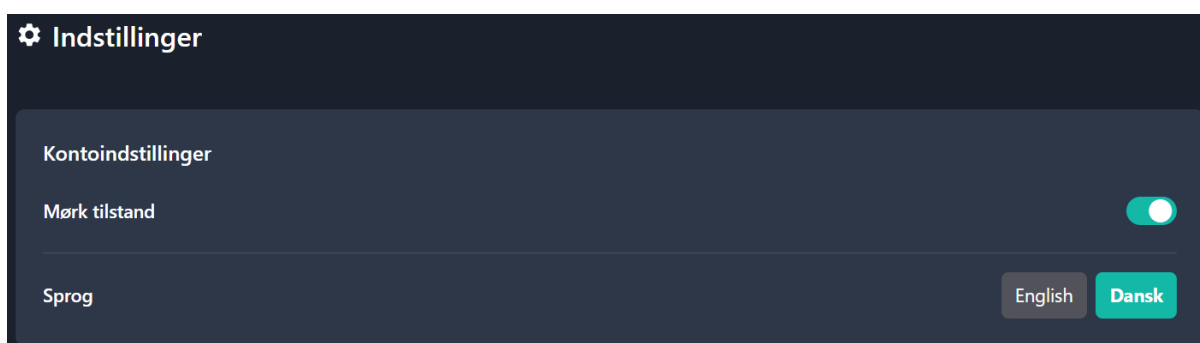 Indstillinger
Kontoindstillinger
Mørk tilstand
Sprog English Dansk